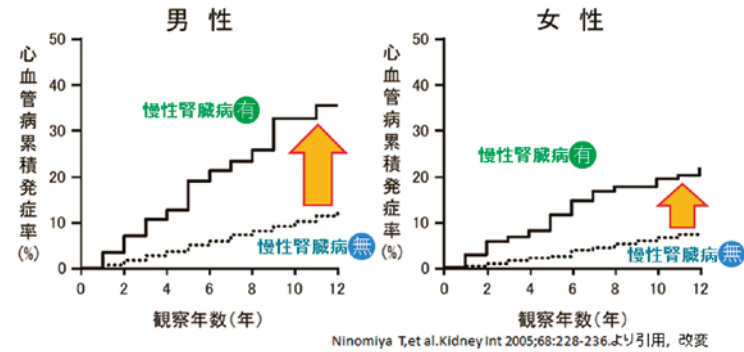 男 性
心血管病累積発症率(%)
50
40
30
20
10
0
慢性腎臓病 有
慢性腎臓病 無
0 2 4 6 8 10 12
観察年数(年)
女 性
心血管病累積発症率(%)
50
40
30
20
10
0
慢性腎臓病 有
慢性腎臓病 無
0 2 4 6 8 10 12
観察年数(年)
Ninomiya T,et al.Kidney Int 2005;68:228-236.より引用，改変